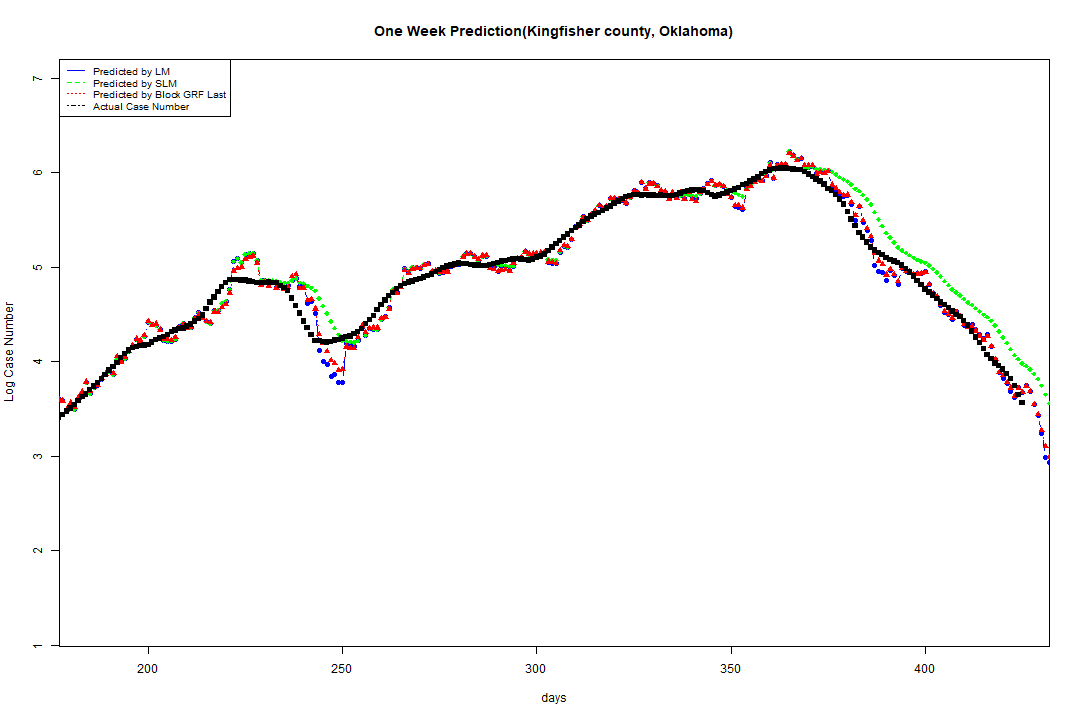 One Week Prediction(Kingfisher county, Oklahoma)
Predicted by LM
Predicted by SLM
Predicted by Block GRF Last
Actual Case Number
7
6
5
4
3
2
1
Log Case Number
200 250 300 350 400
days